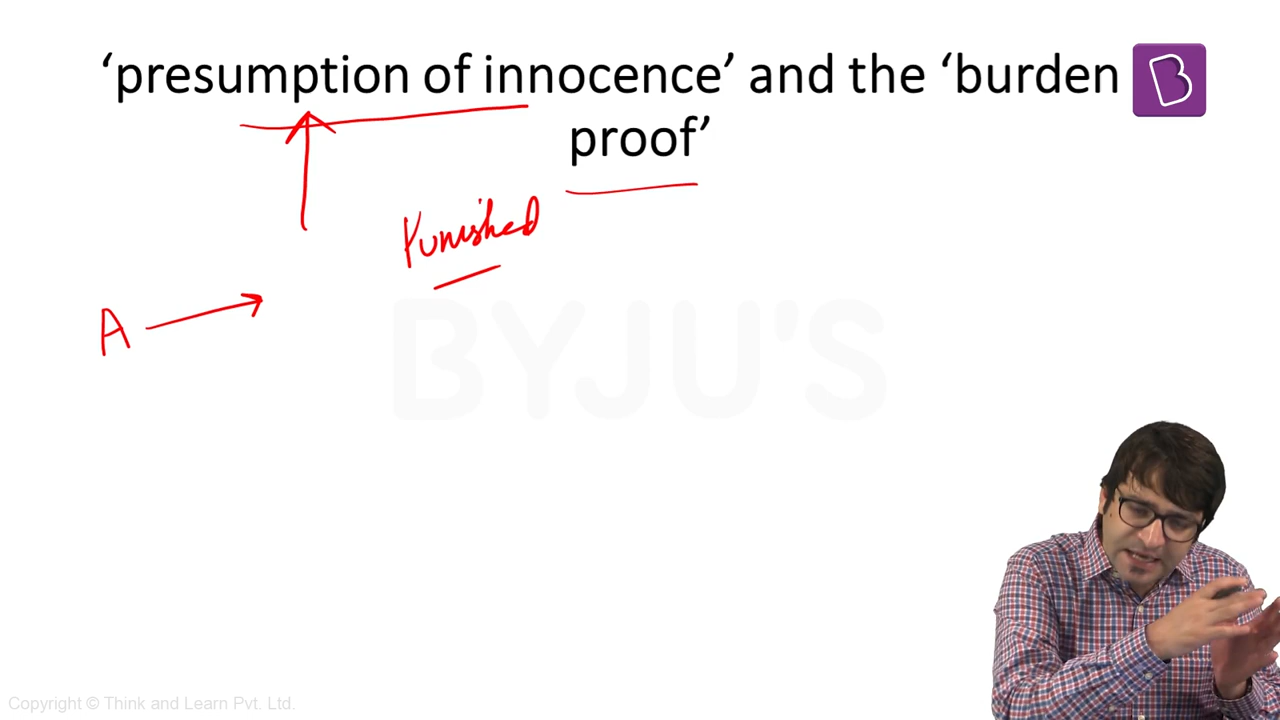 ‘presumption of innocence’ and the ‘burden
proof’
Punished
A
BYJU'S
Copyright © Think and Learn Pvt. Ltd.